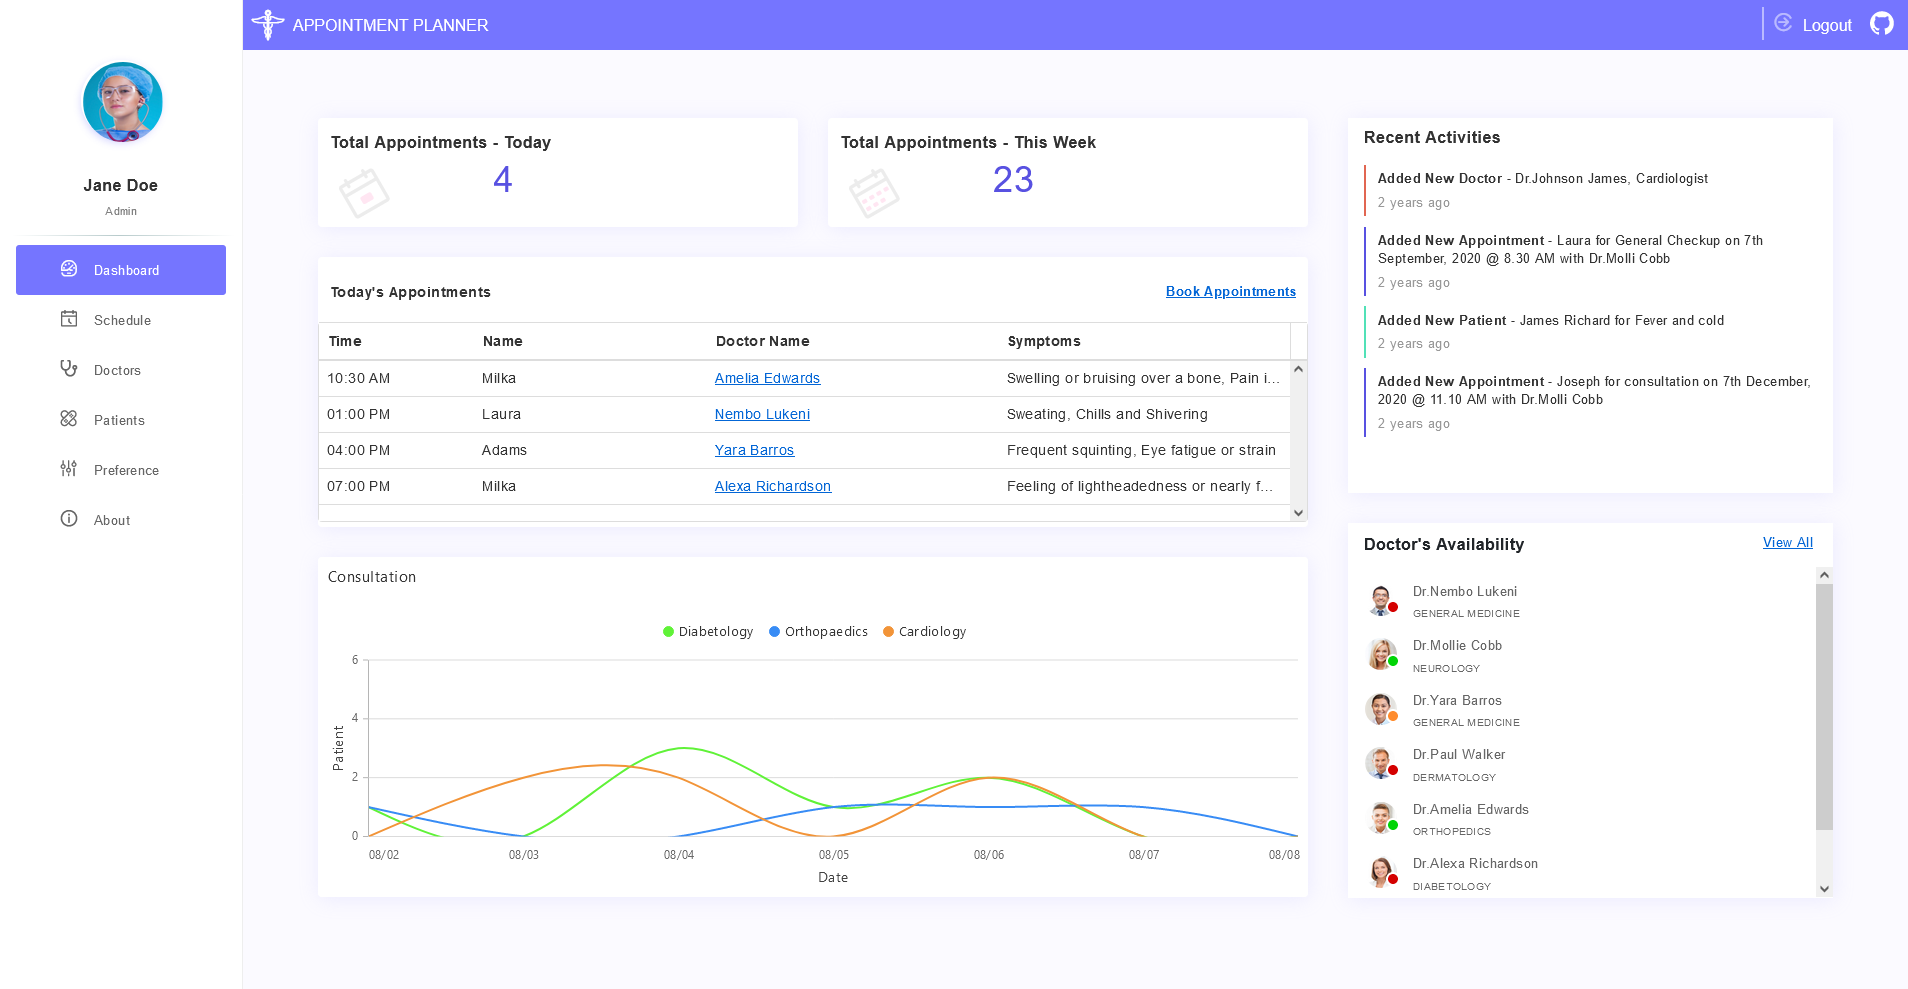 APPOINTMENT PLANNER
Logout
Jane Doe
Admin
Dashboard
Schedule
Doctors
Patients
Preference
About
Total Appointments - Today
4
Total Appointments - This Week
23
Today's Appointments
Book Appointments
Time Name Doctor Name Symptoms
10:30 AM Milka Amelia Edwards Swelling or bruising over a bone, Pain i...
01:00 PM Laura Nembo Lukeni Sweating, Chills and Shivering
04:00 PM Adams Yara Barros Frequent squinting, Eye fatigue or strain
07:00 PM Milka Alexa Richardson Feeling of lightheadedness or nearly f...
Consultation
Diabetology Orthopaedics Cardiology
6
4
2
0
Patient
08/02 08/03 08/04 08/05 08/06 08/07 08/08
Date
Recent Activities
Added New Doctor - Dr.Johnson James, Cardiologist
2 years ago
Added New Appointment - Laura for General Checkup on 7th
September, 2020 @ 8.30 AM with Dr.Molli Cobb
2 years ago
Added New Patient - James Richard for Fever and cold
2 years ago
Added New Appointment - Joseph for consultation on 7th December,
2020 @ 11.10 AM with Dr.Molli Cobb
2 years ago
Doctor's Availability
View All
Dr.Nembo Lukeni
GENERAL MEDICINE
Dr.Mollie Cobb
NEUROLOGY
Dr.Yara Barros
GENERAL MEDICINE
Dr.Paul Walker
DERMATOLOGY
Dr.Amelia Edwards
ORTHOPEDICS
Dr.Alexa Richardson
DIABETOLOGY